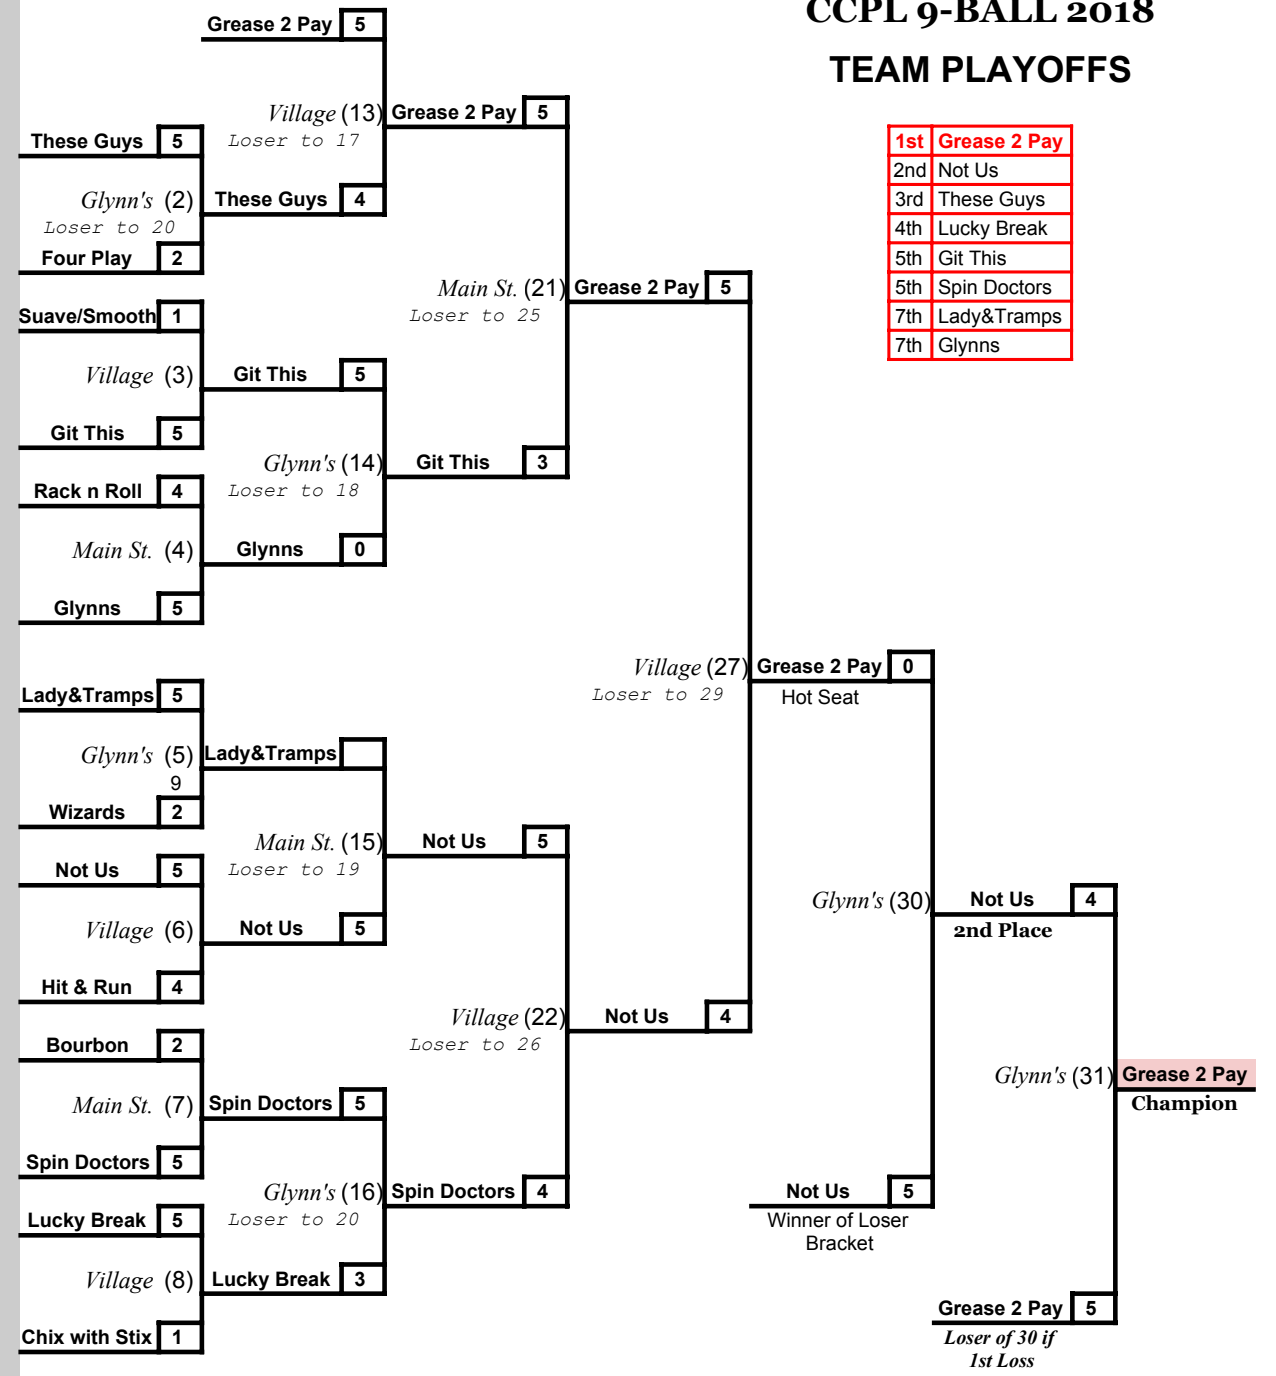 CCPL 9-BALL 2018
TEAM PLAYOFFS
1st Grease 2 Pay
2nd Not Us
3rd These Guys
4th Lucky Break
5th Git This
5th Spin Doctors
7th Lady&Tramps
7th Glynns
Grease 2 Pay 5
Village (13)
Loser to 17
Grease 2 Pay 5
These Guys 5
Glynn's (2)
Loser to 20
These Guys 4
Four Play 2
Main St. (21)
Loser to 25
Grease 2 Pay 5
Suave/Smooth 1
Village (3)
Git This 5
Git This 5
Glynn's (14)
Loser to 18
Git This 3
Rack n Roll 4
Main St. (4)
Glynns 0
Glynns 5
Village (27)
Loser to 29
Grease 2 Pay 0
Hot Seat
Lady&Tramps 5
Glynn's (5)
9
Lady&Tramps
Wizards 2
Main St. (15)
Loser to 19
Not Us 5
Not Us 5
Village (6)
Not Us 5
Hit & Run 4
Glynn's (30)
Not Us 4
2nd Place
Village (22)
Loser to 26
Not Us 4
Bourbon 2
Main St. (7)
Spin Doctors 5
Spin Doctors 5
Glynn's (31)
Grease 2 Pay
Champion
Glynn's (16)
Loser to 20
Spin Doctors 4
Not Us 5
Winner of Loser
Bracket
Lucky Break 5
Village (8)
Lucky Break 3
Chix with Stix 1
Grease 2 Pay 5
Loser of 30 if
1st Loss